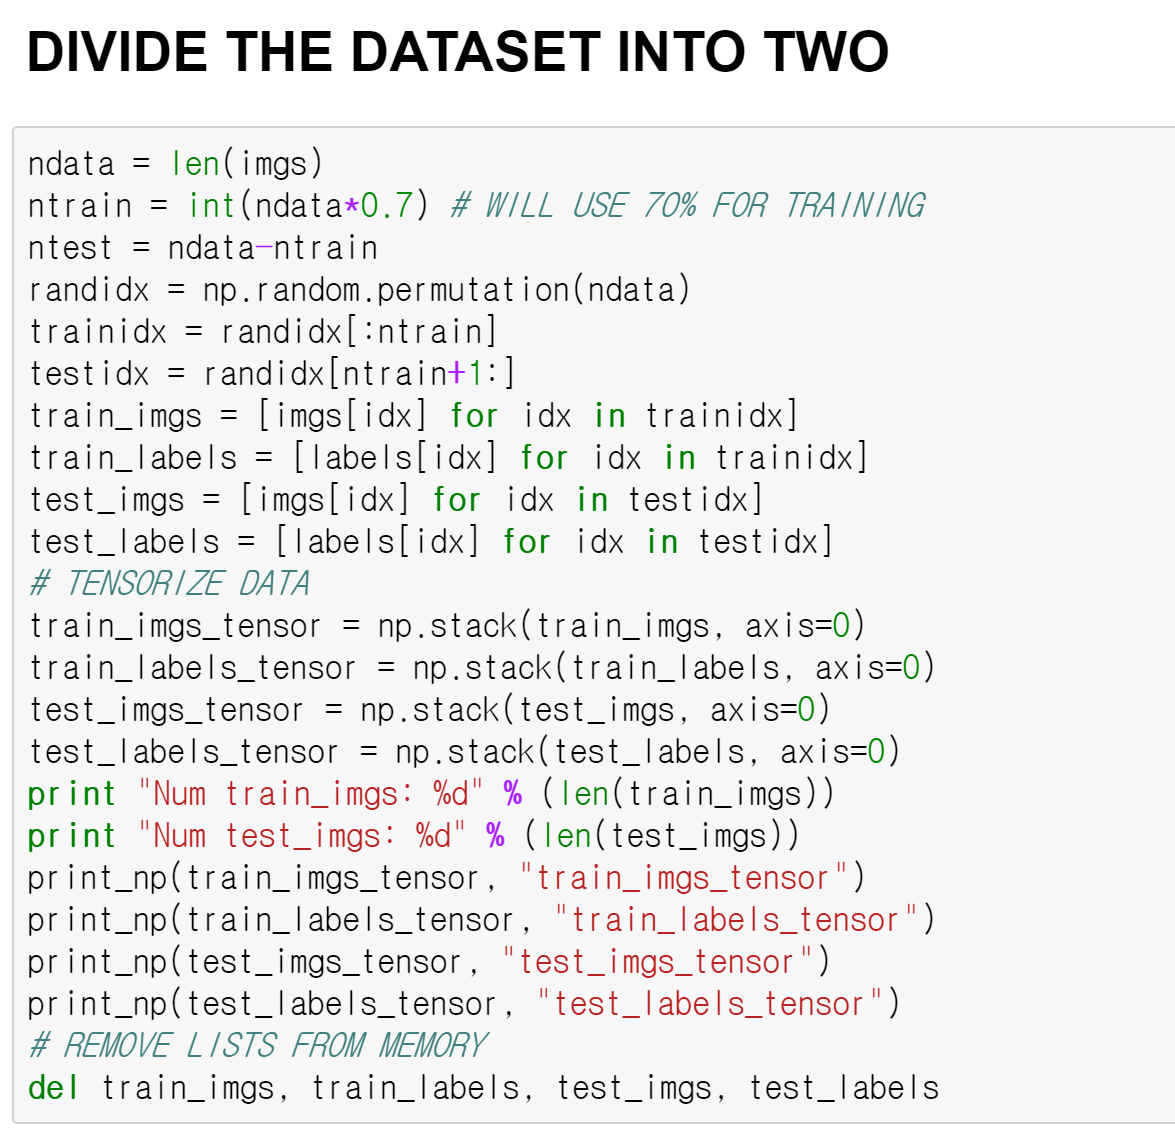 DIVIDE THE DATASET INTO TWO
ndata = len(imgs)
ntrain = int(ndata*0.7) # WILL USE 70% FOR TRAINING
ntest = ndata-ntrain
randidx = np.random.permutation(ndata)
trainidx = randidx[:ntrain]
testidx = randidx[ntrain+1:]
train_imgs = [imgs[idx] for idx in trainidx]
train_labels = [labels[idx] for idx in trainidx]
test_imgs = [imgs[idx] for idx in testidx]
test_labels = [labels[idx] for idx in testidx]
# TENSORIZE DATA
train_imgs_tensor = np.stack(train_imgs, axis=0)
train_labels_tensor = np.stack(train_labels, axis=0)
test_imgs_tensor = np.stack(test_imgs, axis=0)
test_labels_tensor = np.stack(test_labels, axis=0)
print "Num train_imgs: %d" % (len(train_imgs))
print "Num test_imgs: %d" % (len(test_imgs))
print_np(train_imgs_tensor, "train_imgs_tensor")
print_np(train_labels_tensor, "train_labels_tensor")
print_np(test_imgs_tensor, "test_imgs_tensor")
print_np(test_labels_tensor, "test_labels_tensor")
# REMOVE LISTS FROM MEMORY
del train_imgs, train_labels, test_imgs, test_labels